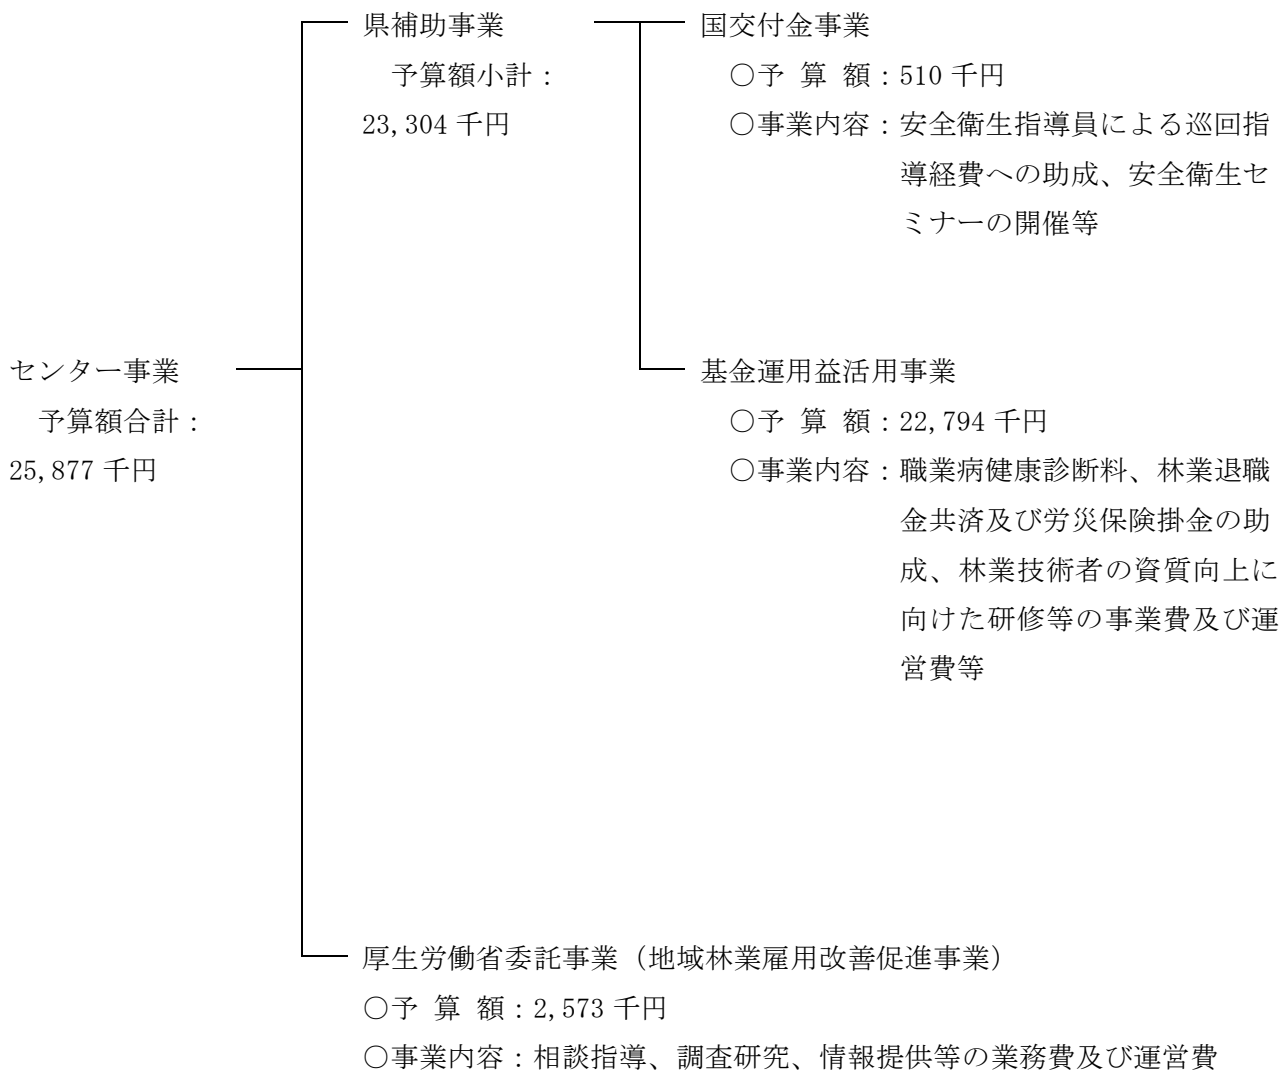 県補助事業
予算額小計：
23,304 千円
国交付金事業
○予 算 額：510 千円
○事業内容：安全衛生指導員による巡回指
導経費への助成、安全衛生セ
ミナーの開催等
センター事業
予算額合計：
25,877 千円
基金運用益活用事業
○予 算 額：22,794 千円
○事業内容：職業病健康診断料、林業退職
金共済及び労災保険掛金の助
成、林業技術者の資質向上に
向けた研修等の事業費及び運
営費等
厚生労働省委託事業（地域林業雇用改善促進事業）
○予 算 額：2,573 千円
○事業内容：相談指導、調査研究、情報提供等の業務費及び運営費